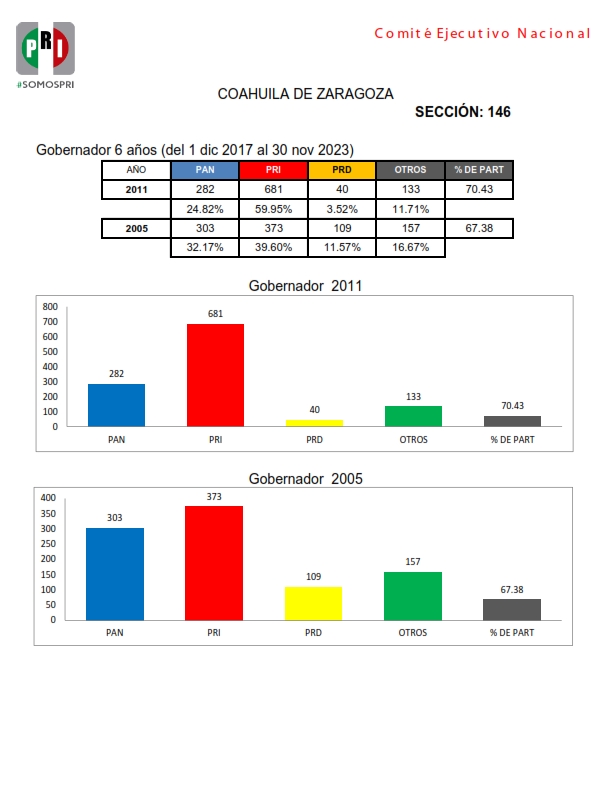 Comité Ejecutivo Nacional
PRI
#SOMOSPRI
COAHUILA DE ZARAGOZA
SECCIÓN: 146
Gobernador 6 años (del 1 dic 2017 al 30 nov 2023)
AÑO PAN PRI PRD OTROS % DE PART
2011 282 681 40 133 70.43
24.82% 59.95% 3.52% 11.71%
2005 303 373 109 157 67.38
32.17% 39.60% 11.57% 16.67%
Gobernador 2011
800
700
600
500
400
300
200
100
0
282
681
40
133
70.43
PAN PRI PRD OTROS % DE PART
Gobernador 2005
400
350
300
250
200
150
100
50
0
303
373
109
157
67.38
PAN PRI PRD OTROS % DE PART